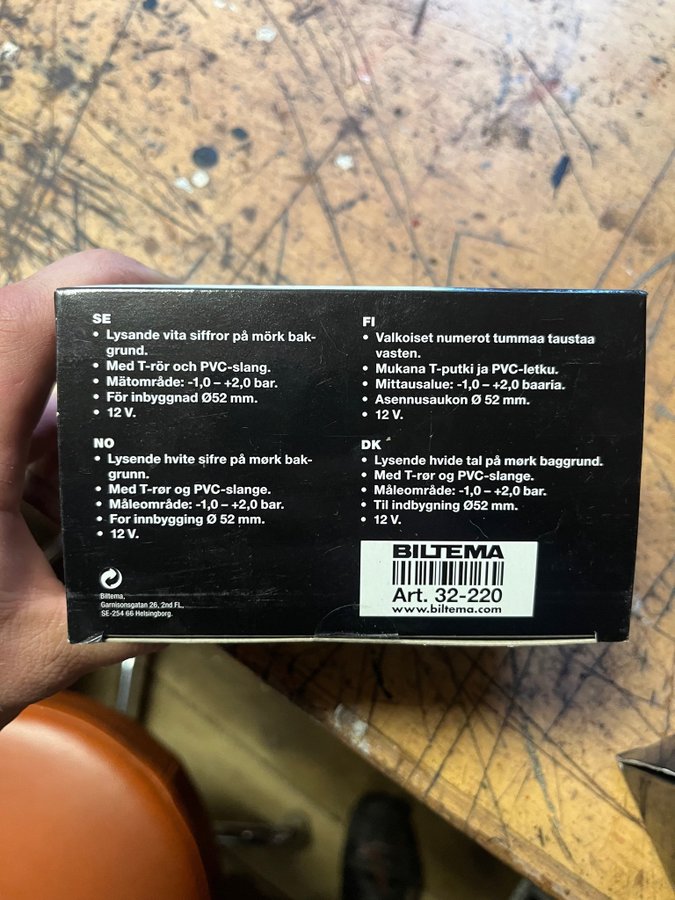 SE
• Lysande vita siffror på mörk bak-
grund.
• Med T-rör och PVC-slang.
• Mätområde: -1,0 – +2,0 bar.
• För inbyggnad Ø52 mm.
• 12 V.
NO
• Lysende hvite sifre på mørk bak-
grunn.
• Med T-rør og PVC-slange.
• Måleområde: -1,0 – +2,0 bar.
• For innbygging Ø 52 mm.
• 12 V.
Biltema,
Garnisonsgatan 26, 2nd FL,
SE-254 66 Helsingborg.
FI
• Valkoiset numerot tummaa taustaa
vasten.
• Mukana T-putki ja PVC-letku.
• Mittausalue: -1,0 – +2,0 baaria.
• Asennusaukon Ø 52 mm.
• 12 V.
DK
• Lysende hvide tal på mørk baggrund.
• Med T-rør og PVC-slange.
• Måleområde: -1,0 – +2,0 bar.
• Til indbygning Ø52 mm.
• 12 V.
BILTEMA
Art. 32-220
www.biltema.com